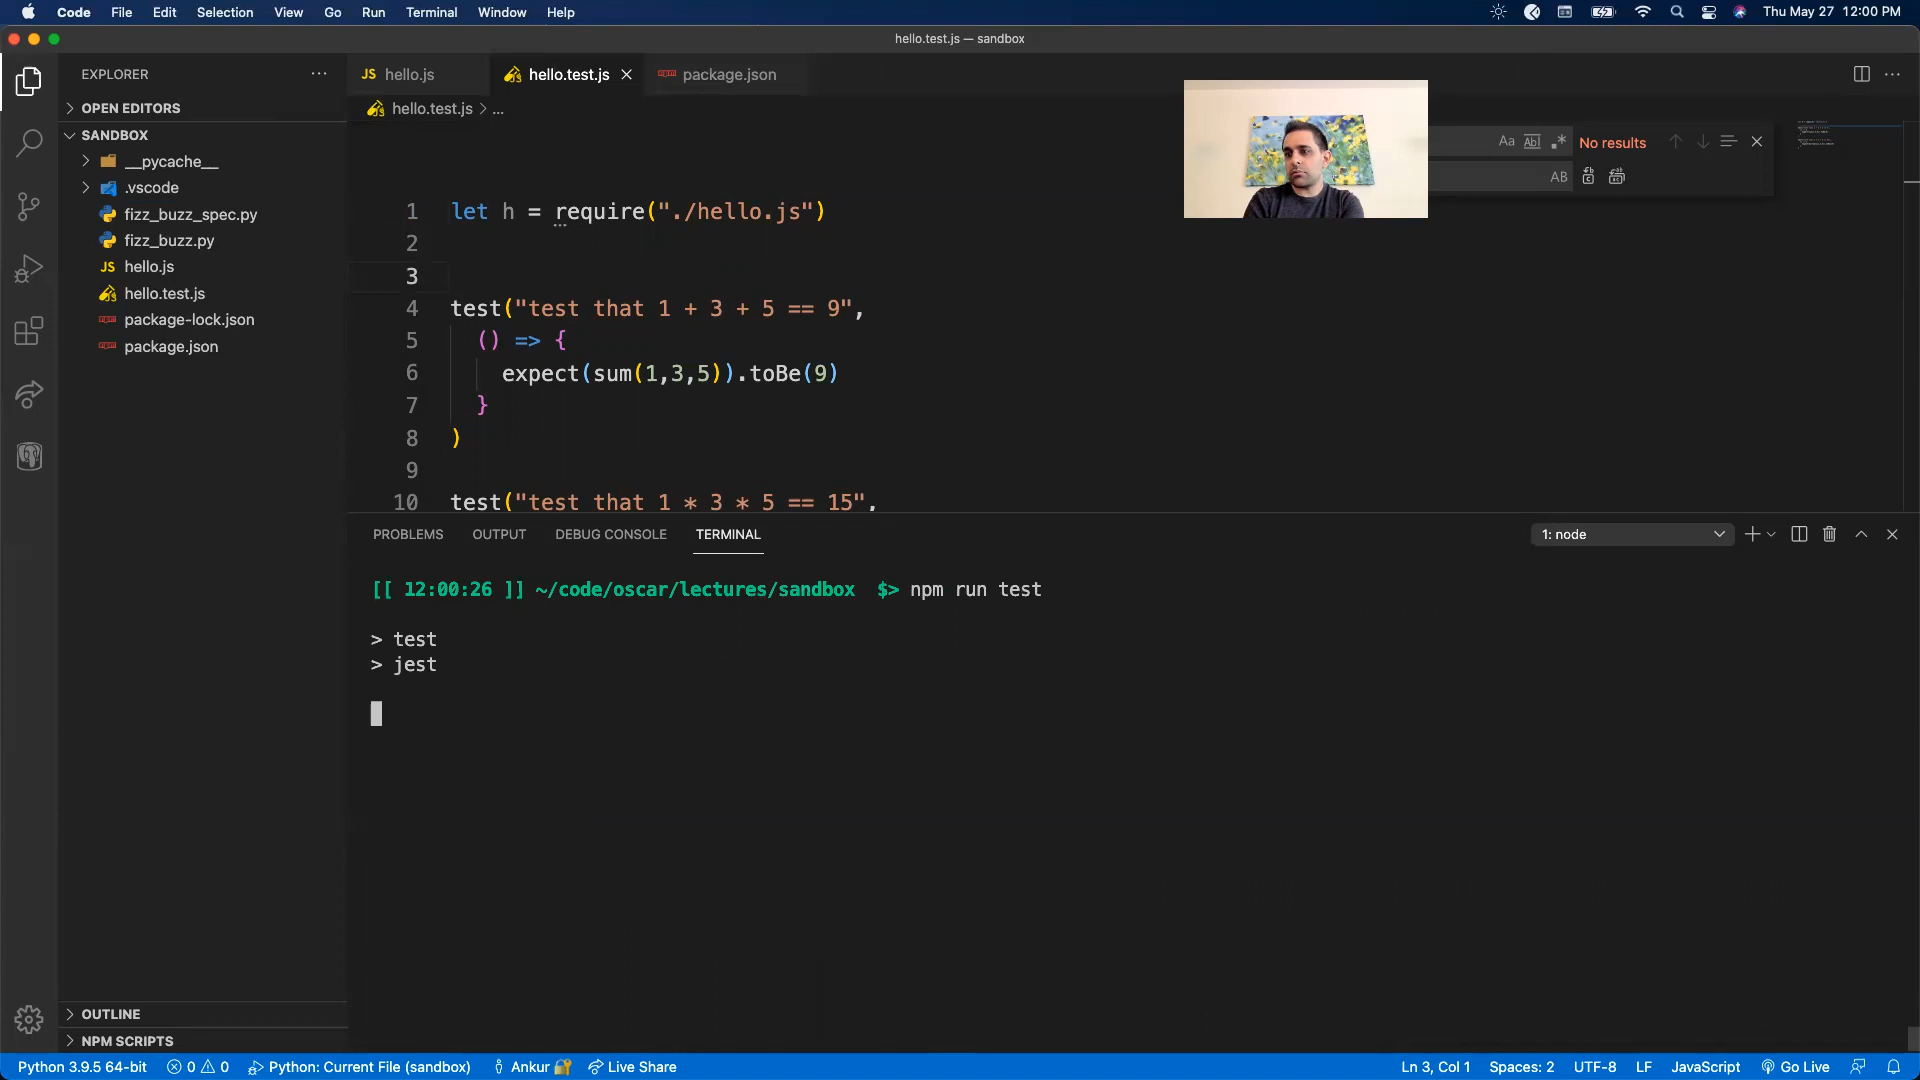 Code File Edit Selection View Go Run Terminal Window Help Thu May 27 12:00 PM
hello.test.js — sandbox
EXPLORER ...
JS hello.js hello.test.js package.json
OPEN EDITORS
hello.test.js > ...
SANDBOX
__pycache__
.vscode
fizz_buzz_spec.py
fizz_buzz.py
JS hello.js
hello.test.js
package-lock.json
package.json
Aa Abl .* No results
AB
1 let h = require("./hello.js")
2
3
4 test("test that 1 + 3 + 5 == 9",
5 () => {
6 expect(sum(1,3,5)).toBe(9)
7 }
8 )
9
10 test("test that 1 * 3 * 5 == 15",
PROBLEMS OUTPUT DEBUG CONSOLE TERMINAL 1: node
[[ 12:00:26 ]] ~/code/oscar/lectures/sandbox $> npm run test
> test
> jest
OUTLINE
NPM SCRIPTS
Python 3.9.5 64-bit 0 0 Python: Current File (sandbox) Ankur Live Share Ln 3, Col 1 Spaces: 2 UTF-8 LF JavaScript Go Live